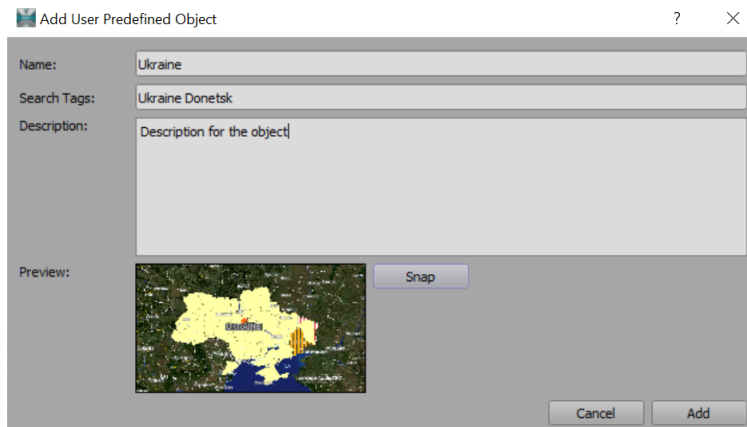 Add User Predefined Object
Name:
Ukraine
Search Tags:
Ukraine Donetsk
Description:
Description for the object
Preview:
UKRAINE
Snap
Cancel
Add